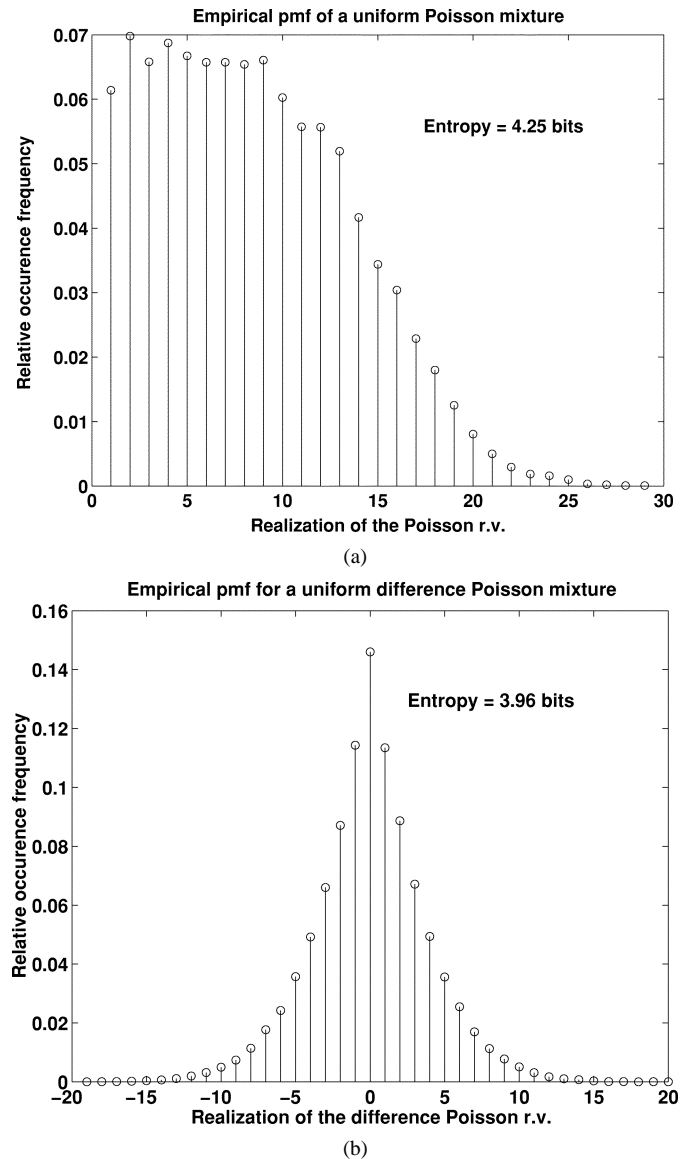 Empirical pmf of a uniform Poisson mixture
0.07
0.06
0.05
0.04
0.03
0.02
0.01
0
Relative occurence frequency
Entropy = 4.25 bits
0 5 10 15 20 25 30
Realization of the Poisson r.v.
(a)
Empirical pmf for a uniform difference Poisson mixture
0.16
0.14
0.12
0.1
0.08
0.06
0.04
0.02
0
Relative occurence frequency
Entropy = 3.96 bits
−20 −15 −10 −5 0 5 10 15 20
Realization of the difference Poisson r.v.
(b)